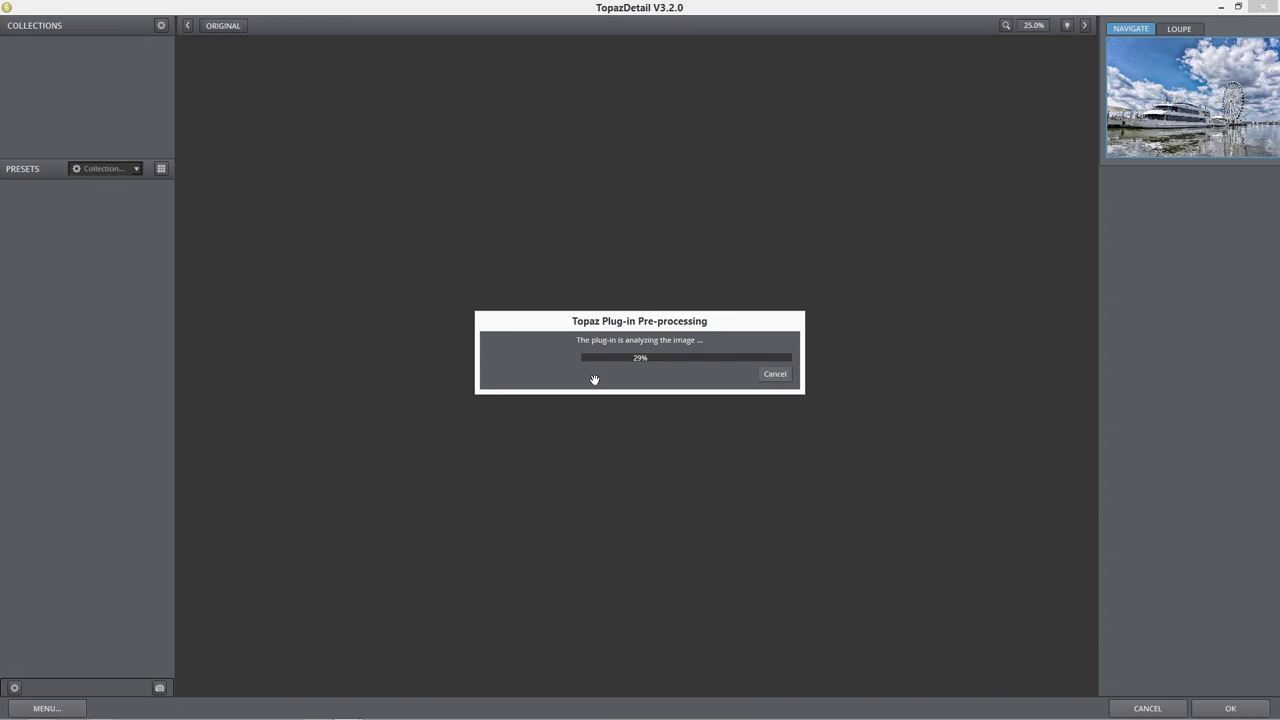 TopazDetail V3.2.0
COLLECTIONS
ORIGINAL
25.0%
NAVIGATE
LOUPE
PRESETS
Collection...
Topaz Plug-in Pre-processing
The plug-in is analyzing the image ...
29%
Cancel
MENU...
CANCEL
OK